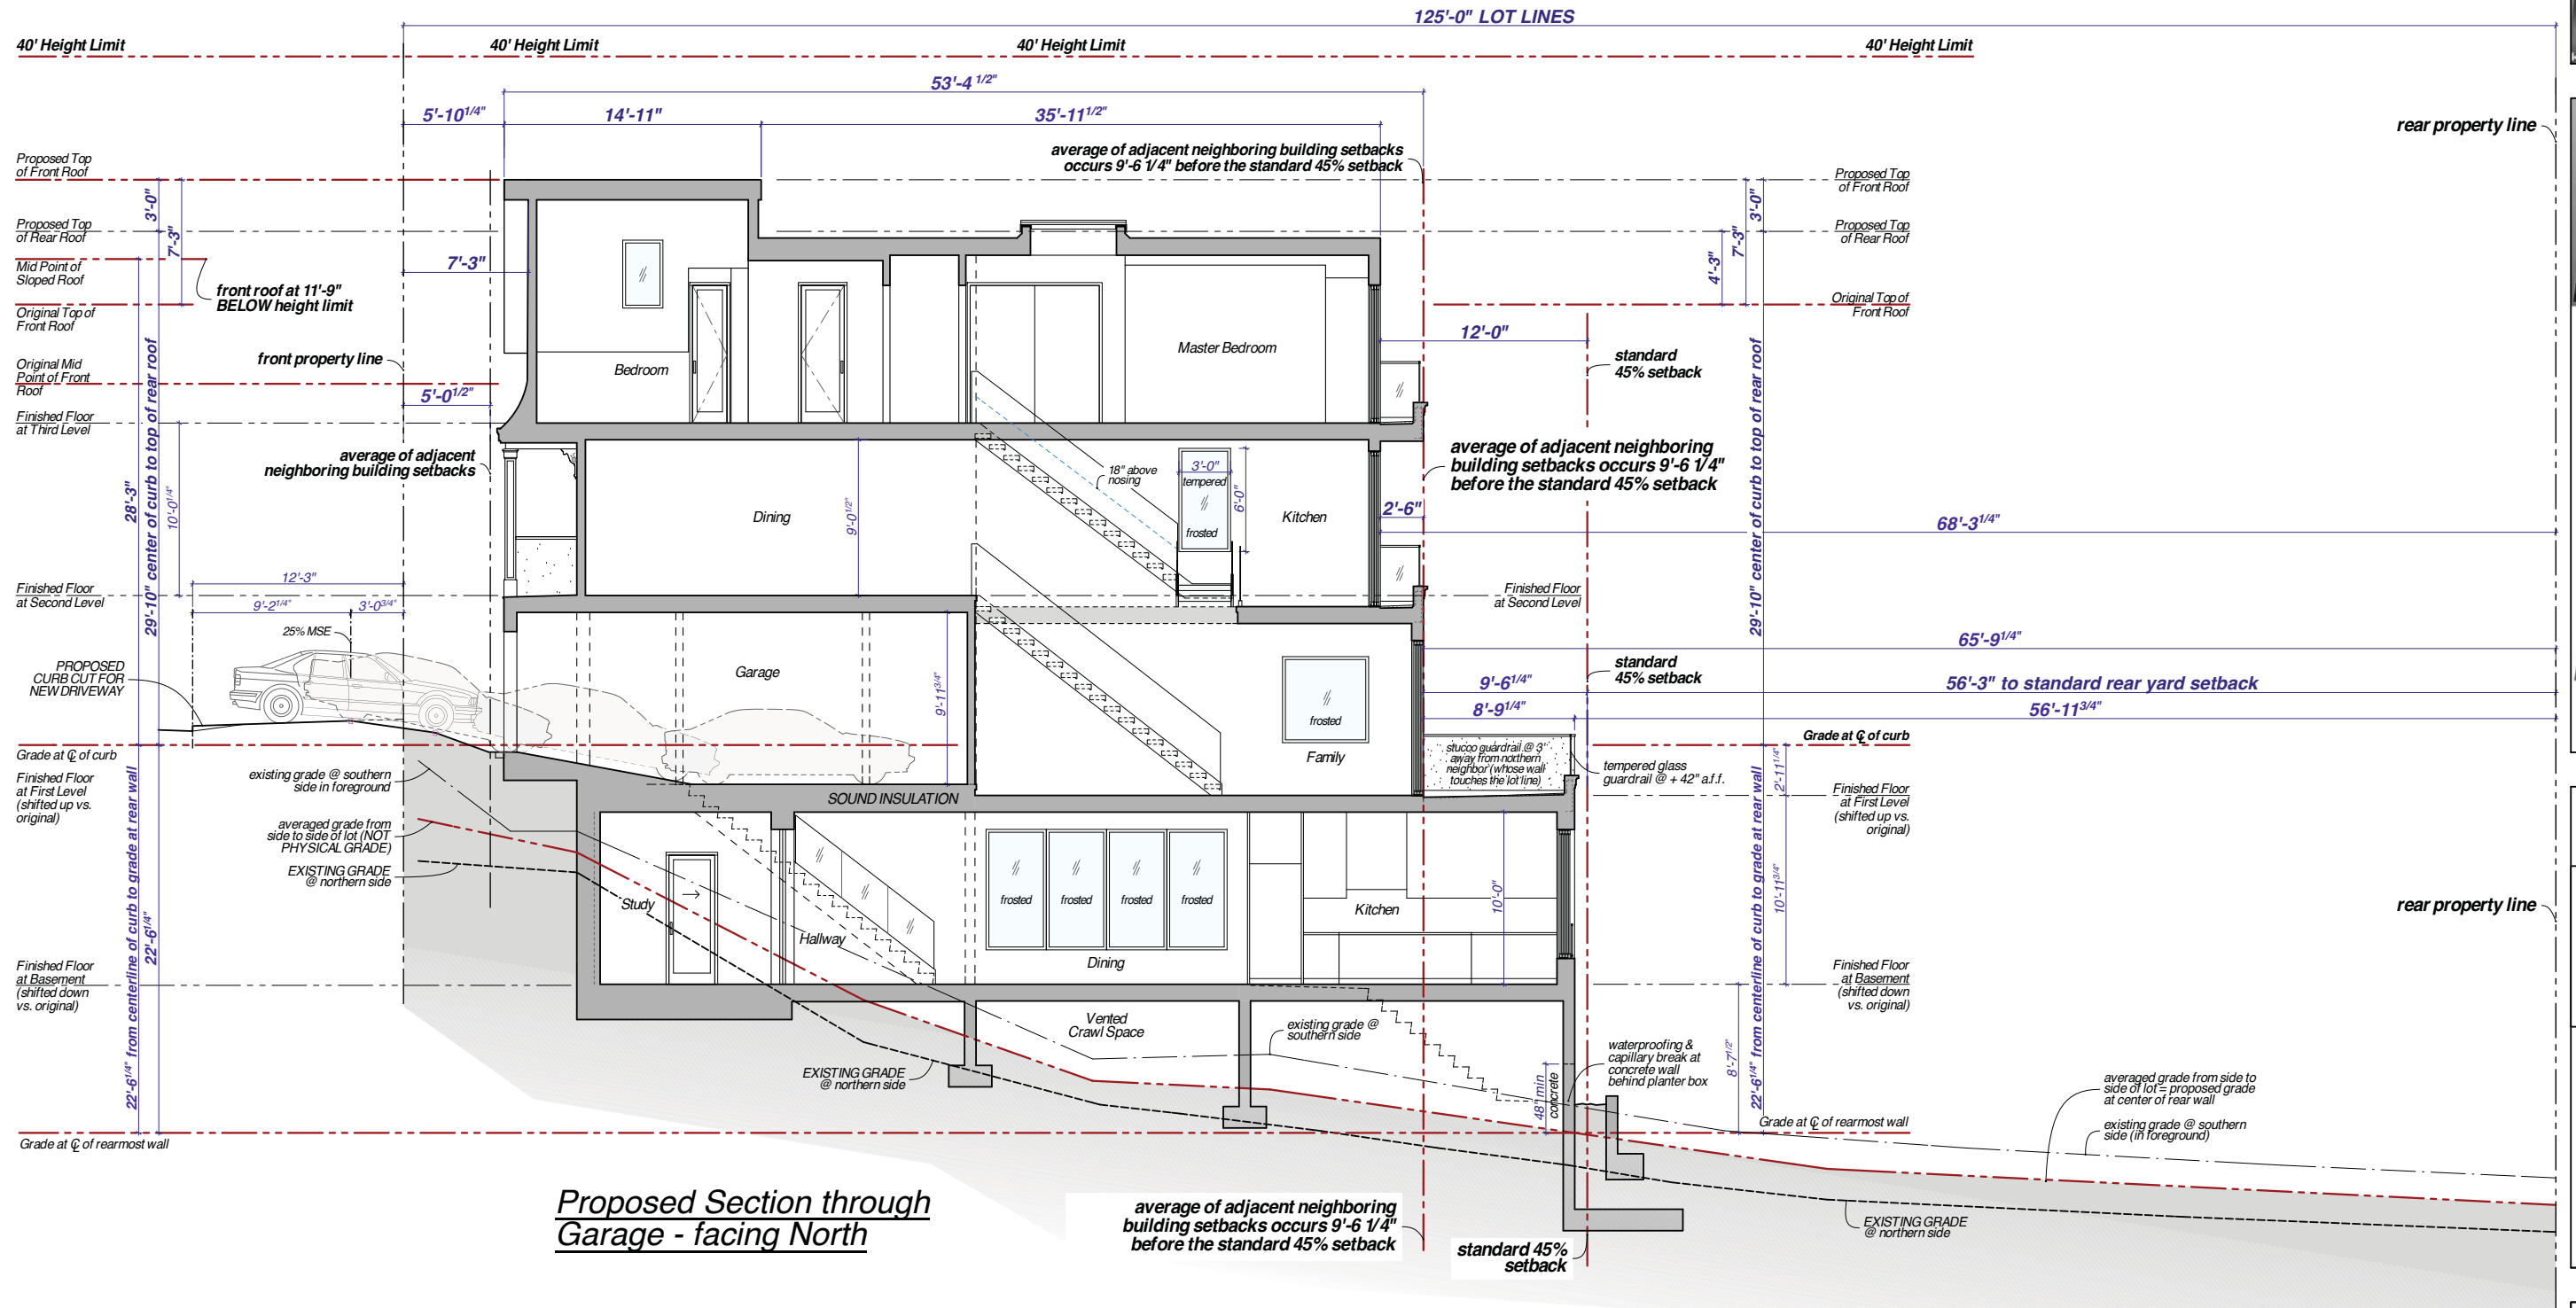 125'-0" LOT LINES
40' Height Limit
40' Height Limit
40' Height Limit
40' Height Limit
53'-4 1/2"
5'-10 1/4"
14'-11"
35'-11 1/2"
rear property line
average of adjacent neighboring building setbacks
occurs 9'-6 1/4" before the standard 45% setback
Proposed Top
of Front Roof
3'-0"
Proposed Top
of Rear Roof
7'-3"
Mid Point of
Sloped Roof
front roof at 11'-9"
BELOW height limit
Original Top of
Front Roof
7'-3"
front property line
Original Mid
Point of Front
Roof
5'-0 1/2"
Finished Floor
at Third Level
average of adjacent
neighboring building setbacks
28'-3"
29'-10" center of curb to top of rear roof
10'-0 1/4"
12'-3"
9'-2 1/4"
3'-0 3/4"
Finished Floor
at Second Level
25% MSE
PROPOSED
CURB CUT FOR
NEW DRIVEWAY
Grade at ℄ of curb
Finished Floor
at First Level
(shifted up vs.
original)
existing grade @ southern
side in foreground
averaged grade from
side to side of lot (NOT
PHYSICAL GRADE)
EXISTING GRADE
@ northern side
22'-6 1/4" from centerline of curb to grade at rear wall
22'-6 1/4"
Finished Floor
at Basement
(shifted down
vs. original)
Grade at ℄ of rearmost wall
Bedroom
Master Bedroom
Dining
9'-0 1/2"
18" above
nosing
3'-0"
tempered
frosted
6'-0"
Kitchen
2'-6"
Garage
9'-11 3/4"
frosted
Family
SOUND INSULATION
Study
Hallway
frosted
frosted
frosted
frosted
Dining
Kitchen
10'-0"
Vented
Crawl Space
existing grade @
southern side
EXISTING GRADE
@ northern side
48" min
concrete
Proposed Top
of Front Roof
3'-0"
Proposed Top
of Rear Roof
7'-3"
4'-3"
Original Top of
Front Roof
12'-0"
standard
45% setback
average of adjacent neighboring
building setbacks occurs 9'-6 1/4"
before the standard 45% setback
29'-10" center of curb to top of rear roof
68'-3 1/4"
Finished Floor
at Second Level
65'-9 1/4"
standard
45% setback
9'-6 1/4"
56'-3" to standard rear yard setback
8'-9 1/4"
56'-11 3/4"
stucco guardrail @ 3'
away from northern
neighbor (whose wall
touches the lot line)
tempered glass
guardrail @ + 42" a.f.f.
Grade at ℄ of curb
2'-11 1/4"
Finished Floor
at First Level
(shifted up vs.
original)
10'-11 3/4"
22'-6 1/4" from centerline of curb to grade at rear wall
rear property line
Finished Floor
at Basement
(shifted down
vs. original)
8'-7 1/2"
waterproofing &
capillary break at
concrete wall
behind planter box
Grade at ℄ of rearmost wall
averaged grade from side to
side of lot = proposed grade
at center of rear wall
existing grade @ southern
side (in foreground)
EXISTING GRADE
@ northern side
Proposed Section through
Garage - facing North
average of adjacent neighboring
building setbacks occurs 9'-6 1/4"
before the standard 45% setback
standard 45%
setback